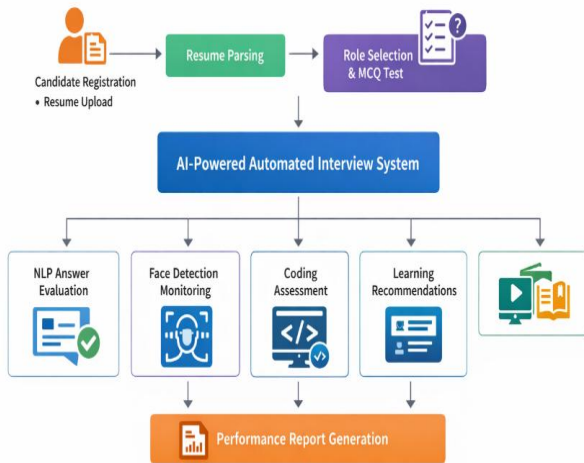 Candidate Registration
• Resume Upload
Resume Parsing
Role Selection
& MCQ Test
?
AI-Powered Automated Interview System
NLP Answer
Evaluation
Face Detection
Monitoring
Coding
Assessment
</>
</>
Learning
Recommendations
Performance Report Generation